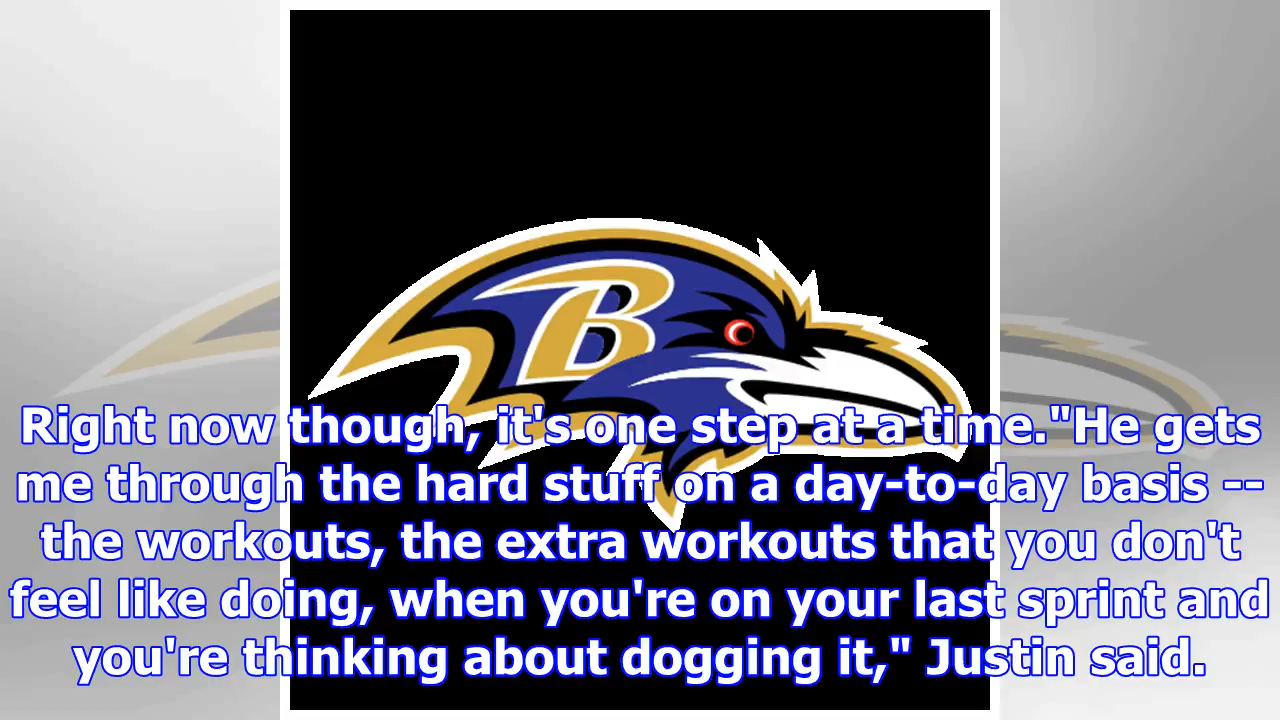 B
Right now though, it's one step at a time."He gets
me through the hard stuff on a day-to-day basis --
the workouts, the extra workouts that you don't
feel like doing, when you're on your last sprint and
you're thinking about dogging it," Justin said.